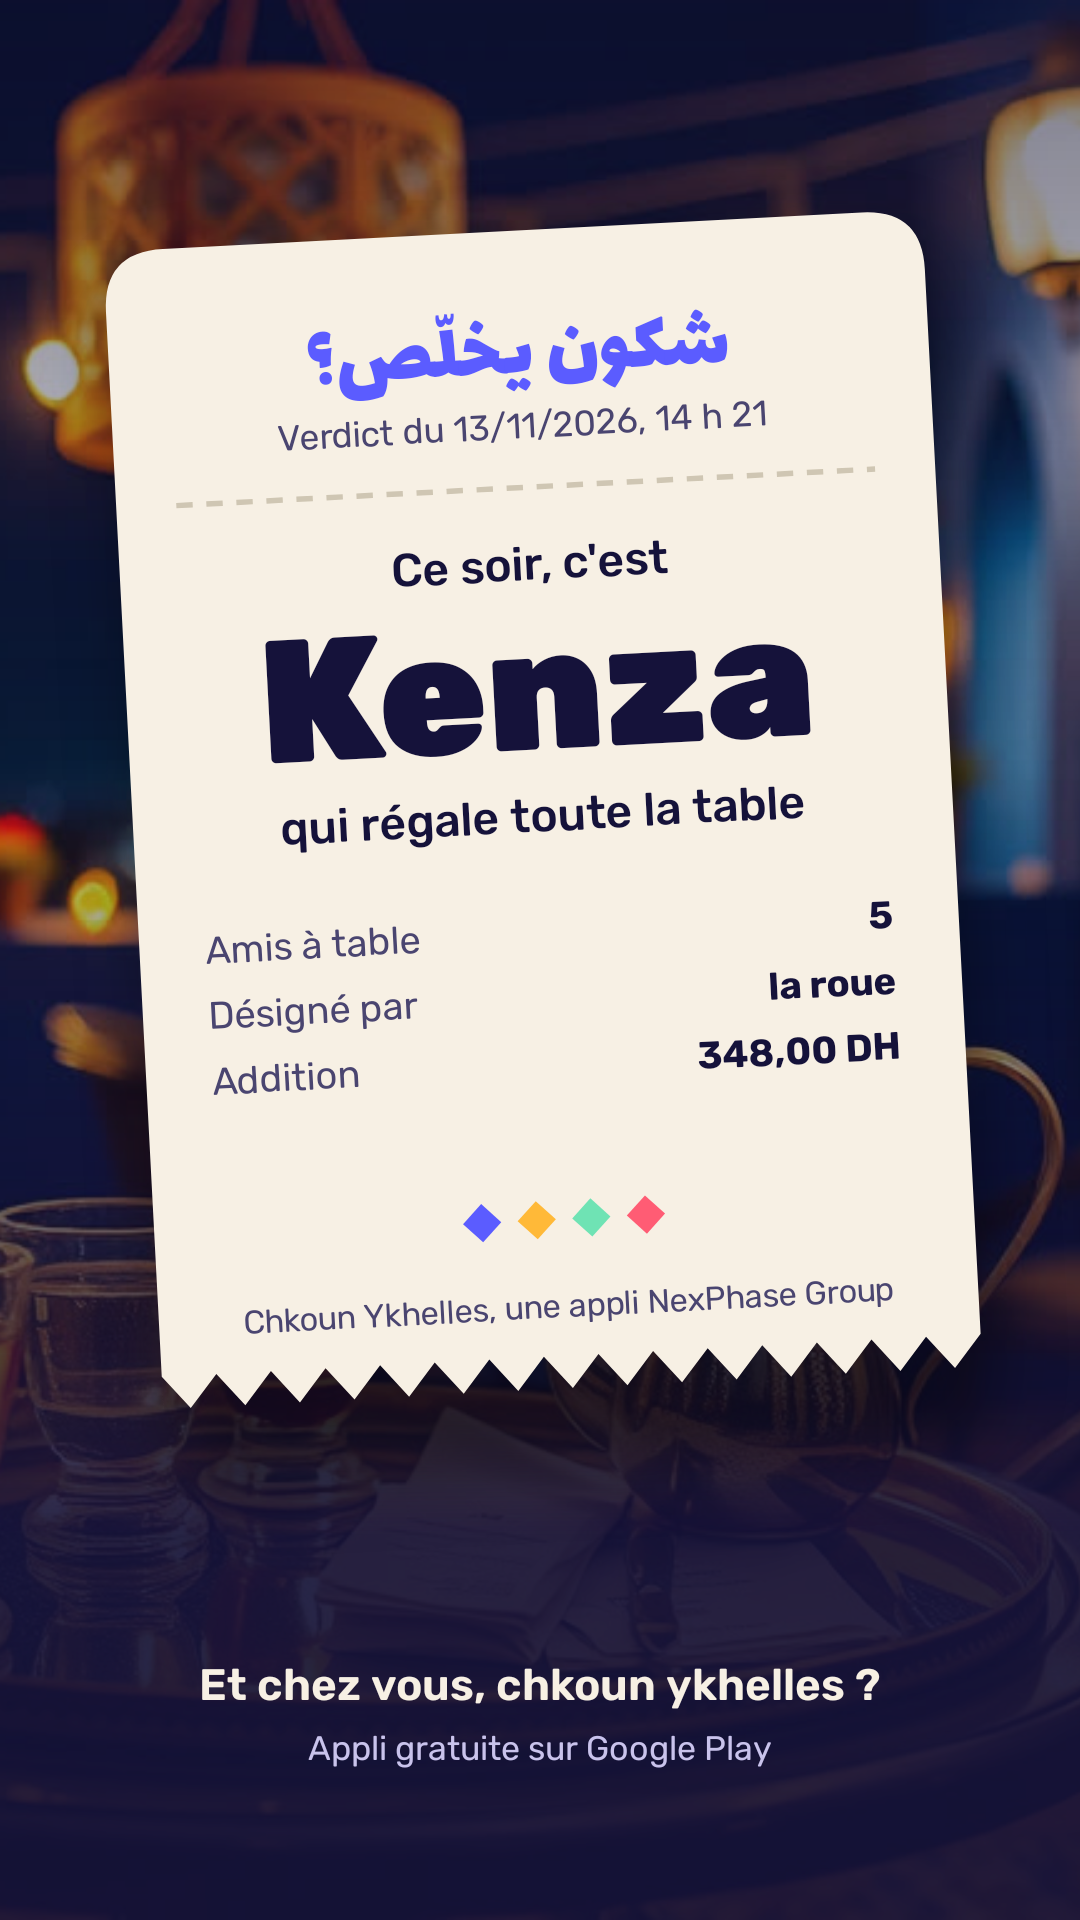 شكون يخلّص؟
Verdict du 13/11/2026, 14 h 21
Ce soir, c'est
Kenza
qui régale toute la table
Amis à table 5
Désigné par la roue
Addition 348,00 DH
Chkoun Ykhelles, une appli NexPhase Group
Et chez vous, chkoun ykhelles ?
Appli gratuite sur Google Play